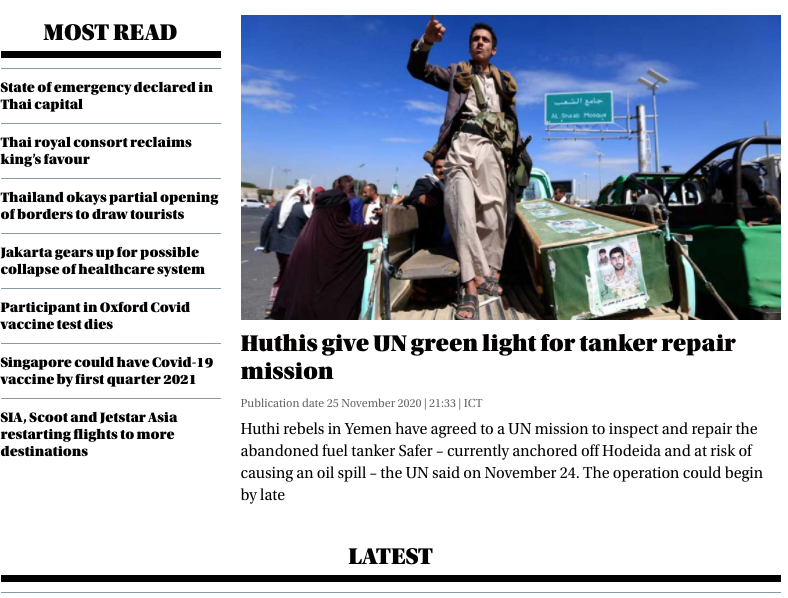 MOST READ
State of emergency declared in
Thai capital
Thai royal consort reclaims
king's favour
Thailand okays partial opening
of borders to draw tourists
Jakarta gears up for possible
collapse of healthcare system
Participant in Oxford Covid
vaccine test dies
Singapore could have Covid-19
vaccine by first quarter 2021
SIA, Scoot and Jetstar Asia
restarting flights to more
destinations
جامع الشعب
AL Shaab Mosque
Huthis give UN green light for tanker repair
mission
Publication date 25 November 2020 | 21:33 | ICT
Huthi rebels in Yemen have agreed to a UN mission to inspect and repair the
abandoned fuel tanker Safer – currently anchored off Hodeida and at risk of
causing an oil spill – the UN said on November 24. The operation could begin
by late
LATEST